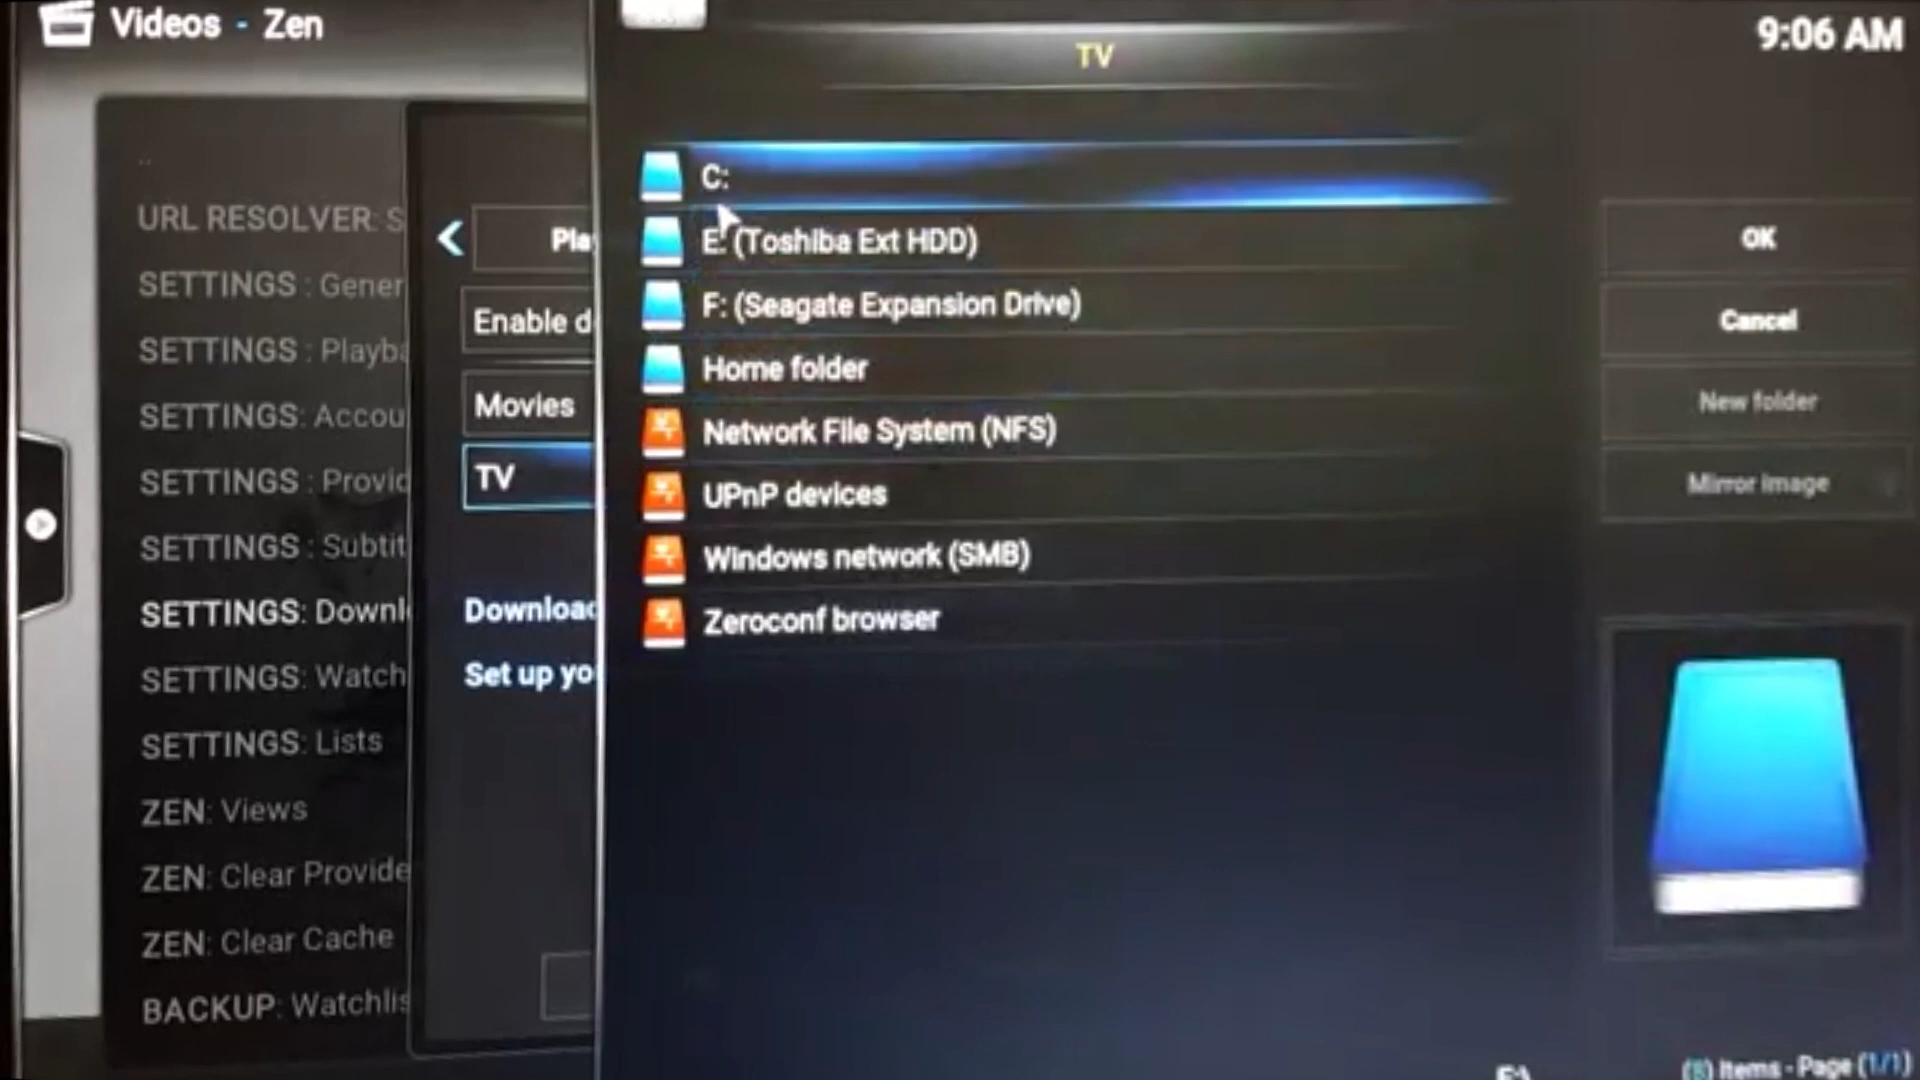 Videos - Zen
TV
9:06 AM
..
URL RESOLVER: S
SETTINGS : Gener
SETTINGS : Playba
SETTINGS: Accou
SETTINGS : Provid
SETTINGS : Subtit
SETTINGS: Downl
SETTINGS: Watch
SETTINGS: Lists
ZEN: Views
ZEN: Clear Provide
ZEN: Clear Cache
BACKUP: Watchlis
Pla
Enable d
Movies
TV
Download
Set up yo
C:
E: (Toshiba Ext HDD)
F: (Seagate Expansion Drive)
Home folder
Network File System (NFS)
UPnP devices
Windows network (SMB)
Zeroconf browser
OK
Cancel
New folder
Mirror image
E:\
(8) Items - Page (1/1)